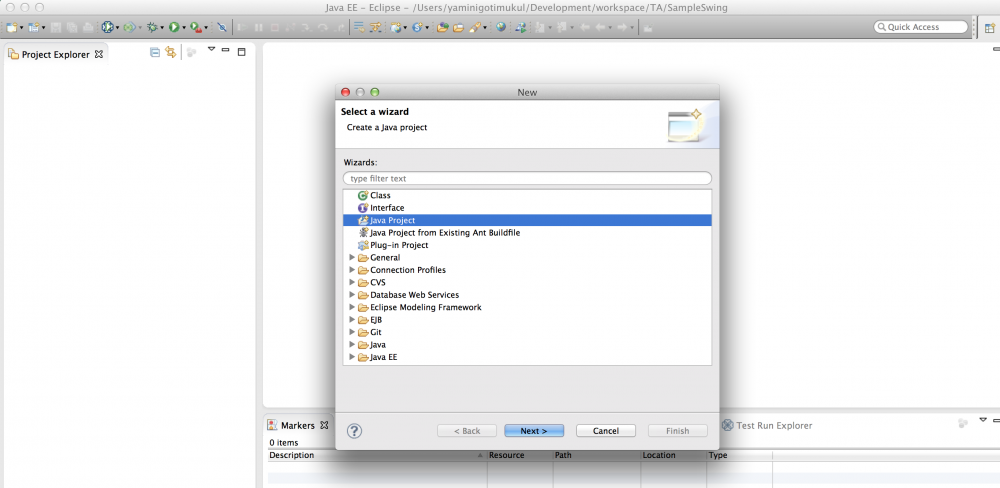 Java EE - Eclipse - /Users/yaminigotimukul/Development/workspace/TA/SampleSwing
Quick Access
Project Explorer
New
Select a wizard
Create a Java project
Wizards:
type filter text
Class
Interface
Java Project
Java Project from Existing Ant Buildfile
Plug-in Project
General
Connection Profiles
CVS
Database Web Services
Eclipse Modeling Framework
EJB
Git
Java
Java EE
< Back
Next >
Cancel
Finish
Markers
Test Run Explorer
0 items
Description
Resource
Path
Location
Type